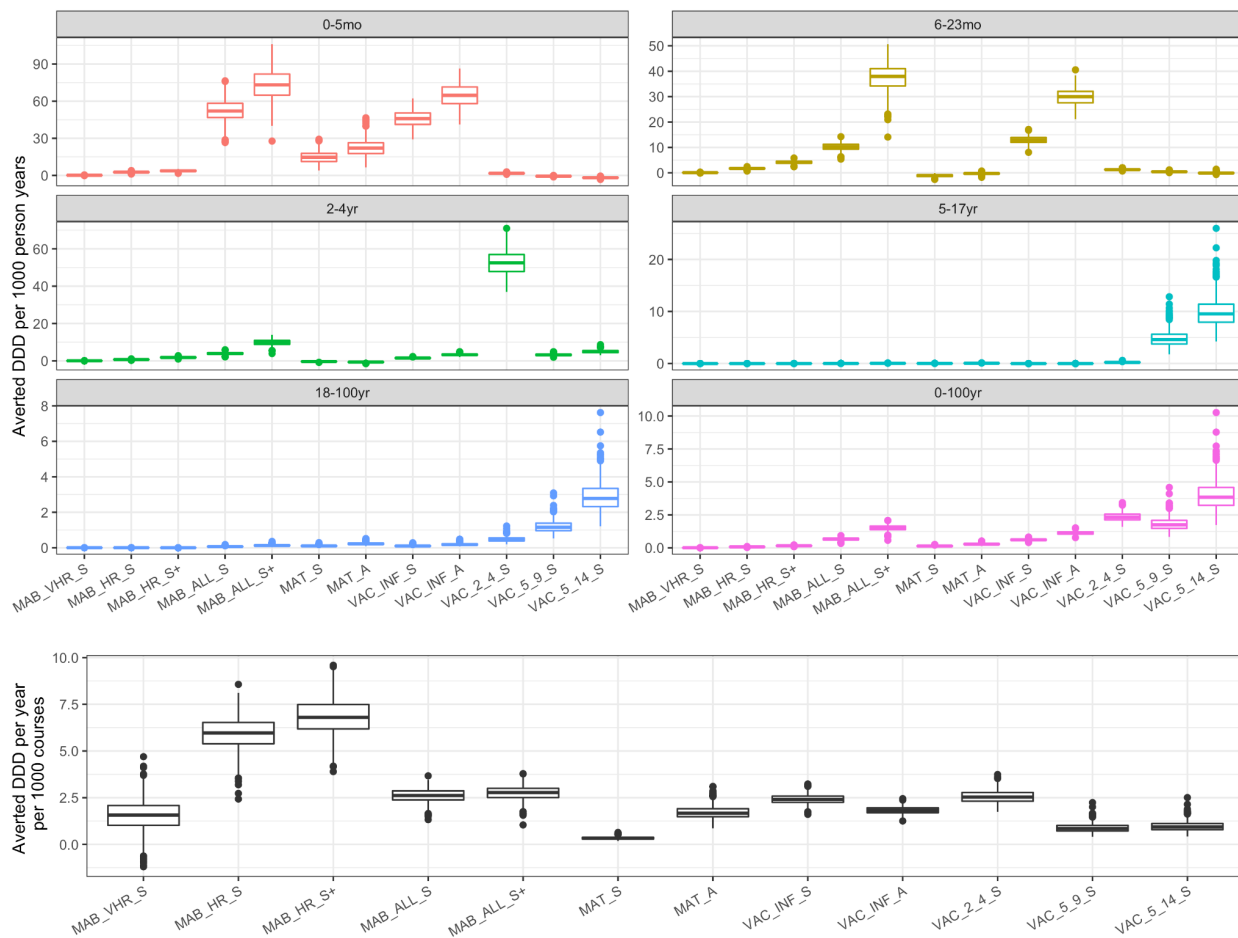 0-5mo
6-23mo
90
60
30
0
50
40
30
20
10
0
2-4yr
5-17yr
60
40
20
0
20
10
0
18-100yr
0-100yr
8
6
4
2
0
10.0
7.5
5.0
2.5
0.0
Averted DDD per 1000 person years
MAB_VHR_S
MAB_HR_S
MAB_HR_S+
MAB_ALL_S
MAB_ALL_S+
MAT_S
MAT_A
VAC_INF_S
VAC_INF_A
VAC_2_4_S
VAC_5_9_S
VAC_5_14_S
MAB_VHR_S
MAB_HR_S
MAB_HR_S+
MAB_ALL_S
MAB_ALL_S+
MAT_S
MAT_A
VAC_INF_S
VAC_INF_A
VAC_2_4_S
VAC_5_9_S
VAC_5_14_S
Averted DDD per year
per 1000 courses
10.0
7.5
5.0
2.5
0.0
MAB_VHR_S
MAB_HR_S
MAB_HR_S+
MAB_ALL_S
MAB_ALL_S+
MAT_S
MAT_A
VAC_INF_S
VAC_INF_A
VAC_2_4_S
VAC_5_9_S
VAC_5_14_S